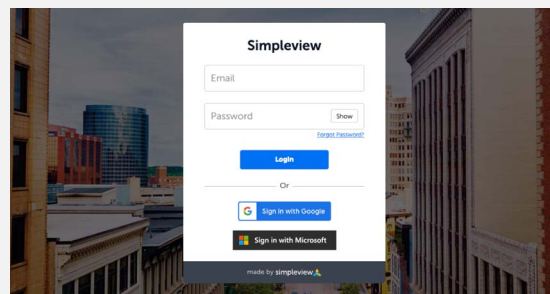 Simpleview
Email
Password
Show
Forgot Password?
Login
Or
Sign in with Google
Sign in with Microsoft
made by simpleview